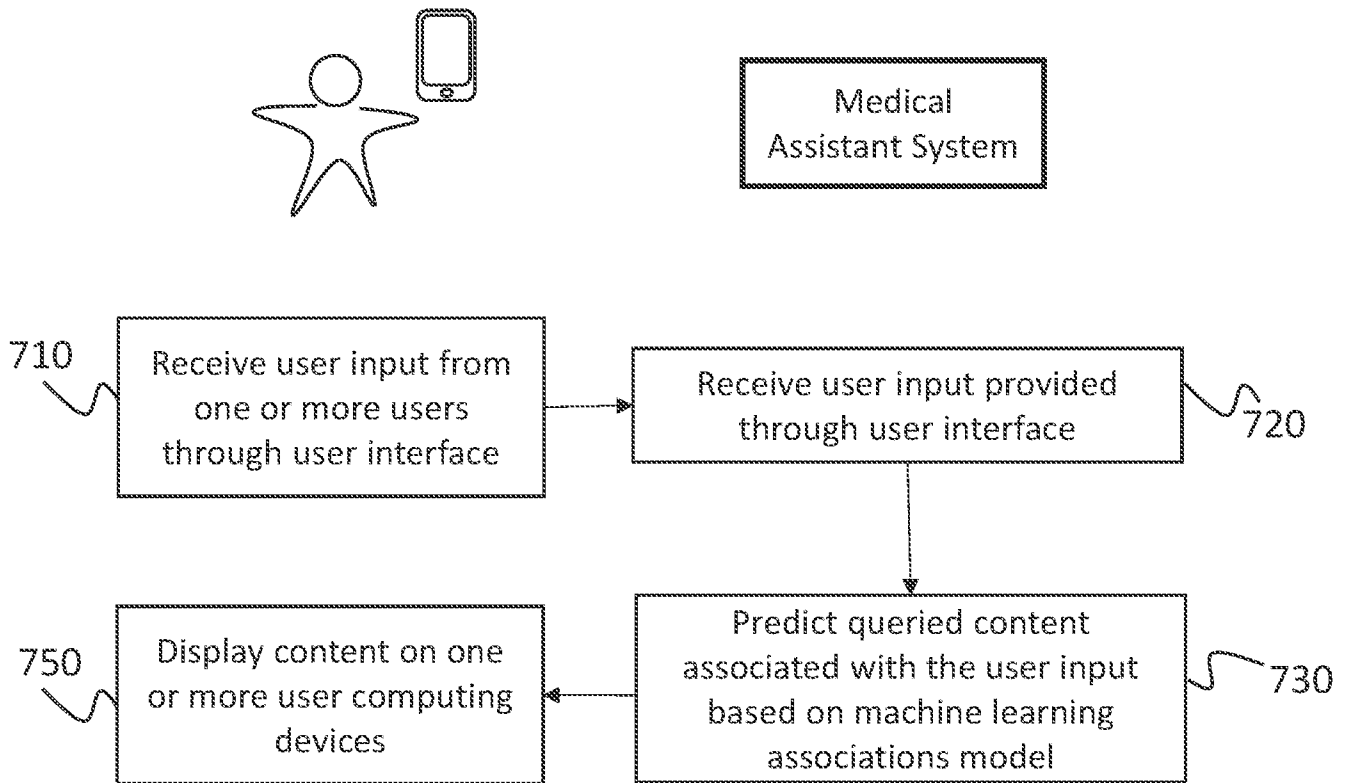 Medical
Assistant System
710
Receive user input from
one or more users
through user interface
Receive user input provided
through user interface
720
750
Display content on one
or more user computing
devices
Predict queried content
associated with the user input
based on machine learning
associations model
730